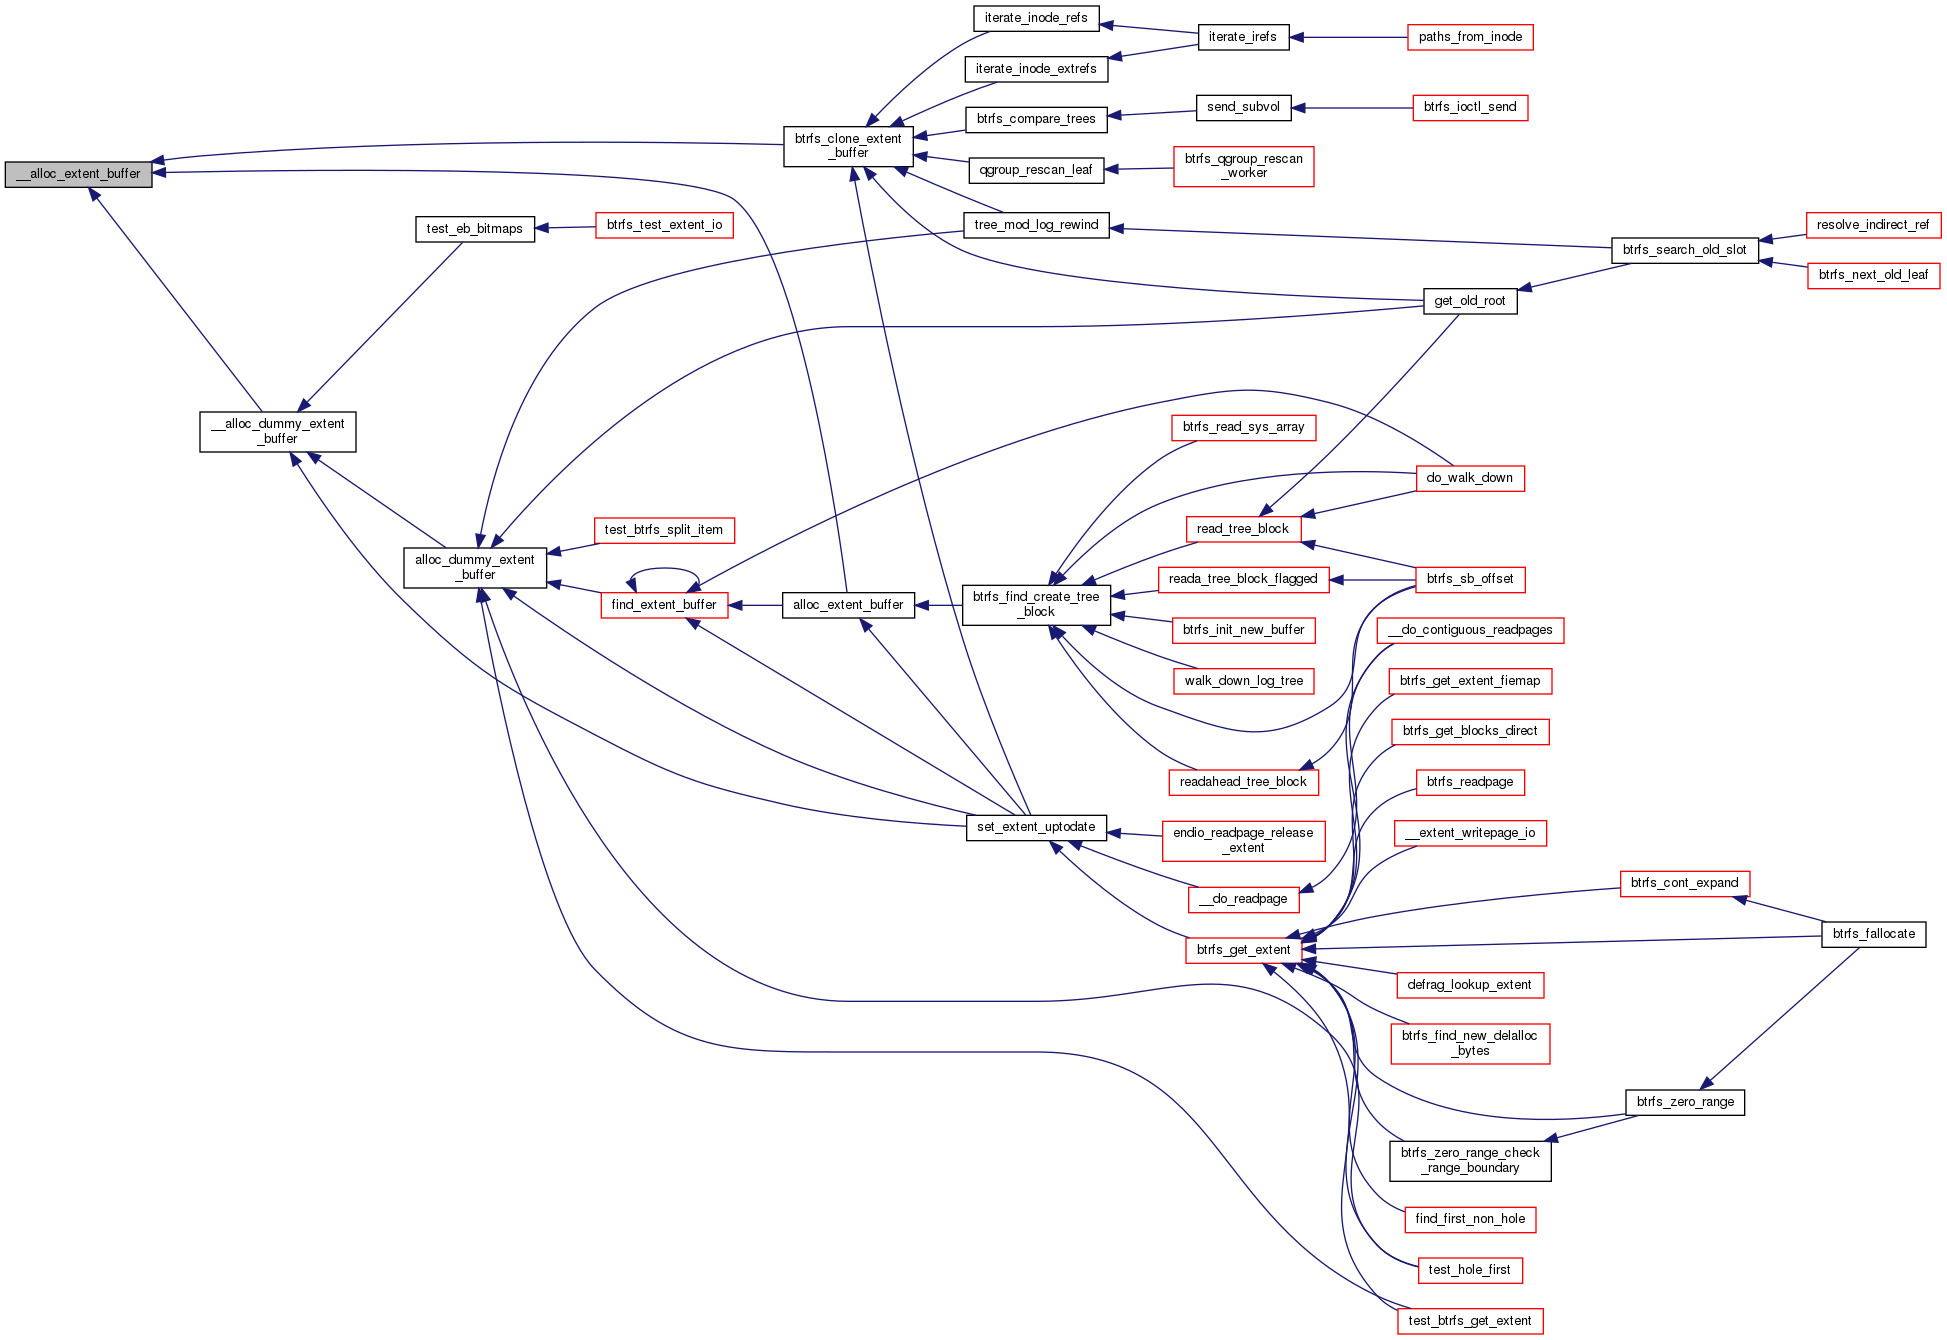 iterate_inode_refs
iterate_irefs
paths_from_inode
iterate_inode_extrefs
send_subvol
btrfs_ioctl_send
btrfs_compare_trees
btrfs_clone_extent
_buffer
btrfs_qgroup_rescan
_worker
qgroup_rescan_leaf
__alloc_extent_buffer
test_eb_bitmaps
btrfs_test_extent_io
tree_mod_log_rewind
resolve_indirect_ref
btrfs_search_old_slot
btrfs_next_old_leaf
get_old_root
__alloc_dummy_extent
_buffer
btrfs_read_sys_array
do_walk_down
test_btrfs_split_item
read_tree_block
alloc_dummy_extent
_buffer
reada_tree_block_flagged
btrfs_sb_offset
find_extent_buffer
alloc_extent_buffer
btrfs_find_create_tree
_block
btrfs_init_new_buffer
__do_contiguous_readpages
walk_down_log_tree
btrfs_get_extent_fiemap
btrfs_get_blocks_direct
readahead_tree_block
btrfs_readpage
set_extent_uptodate
endio_readpage_release
_extent
__extent_writepage_io
__do_readpage
btrfs_cont_expand
btrfs_get_extent
btrfs_fallocate
defrag_lookup_extent
btrfs_find_new_delalloc
_bytes
btrfs_zero_range
btrfs_zero_range_check
_range_boundary
find_first_non_hole
test_hole_first
test_btrfs_get_extent